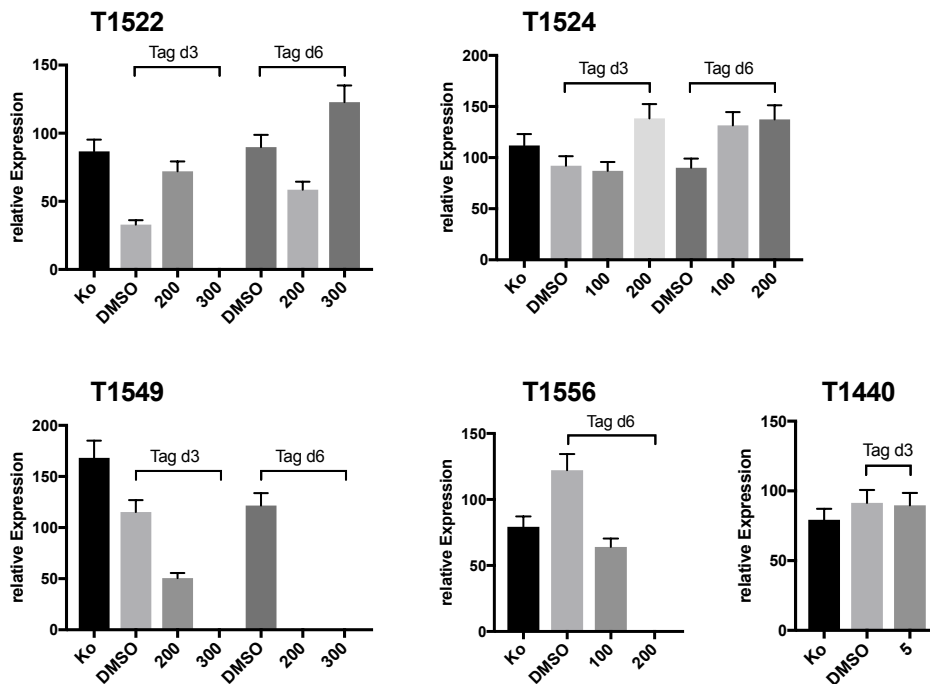 T1522
Tag d3
Tag d6
relative Expression
150
100
50
0
Ko
DMSO
200
300
DMSO
200
300
T1524
Tag d3
Tag d6
relative Expression
200
150
100
50
0
Ko
DMSO
100
200
DMSO
100
200
T1549
Tag d3
Tag d6
relative Expression
200
150
100
50
0
Ko
DMSO
200
300
DMSO
200
300
T1556
Tag d6
relative Expression
150
100
50
0
Ko
DMSO
100
200
T1440
Tag d3
relative Expression
150
100
50
0
Ko
DMSO
5